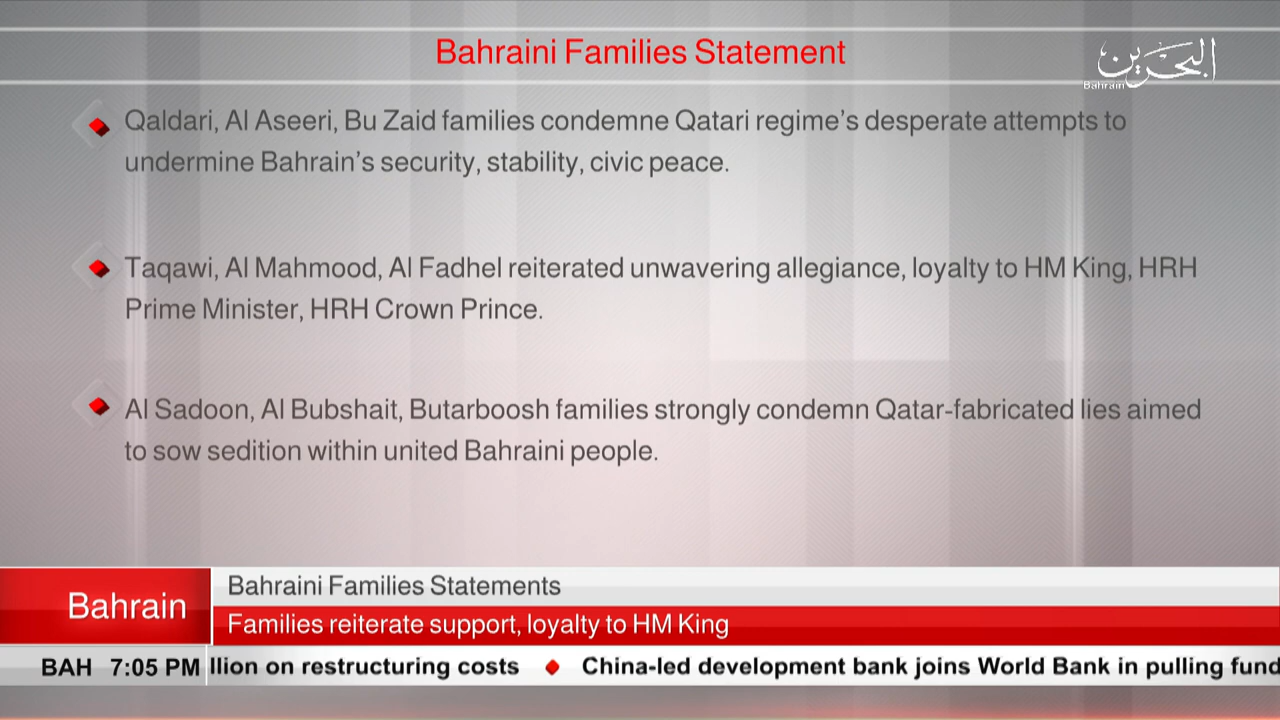 Bahraini Families Statement
البحرين
Bahrain
Qaldari, Al Aseeri, Bu Zaid families condemne Qatari regime's desperate attempts to
undermine Bahrain's security, stability, civic peace.
Taqawi, Al Mahmood, Al Fadhel reiterated unwavering allegiance, loyalty to HM King, HRH
Prime Minister, HRH Crown Prince.
Al Sadoon, Al Bubshait, Butarboosh families strongly condemn Qatar-fabricated lies aimed
to sow sedition within united Bahraini people.
Bahrain
Bahraini Families Statements
Families reiterate support, loyalty to HM King
BAH 7:05 PM llion on restructuring costs China-led development bank joins World Bank in pulling fund